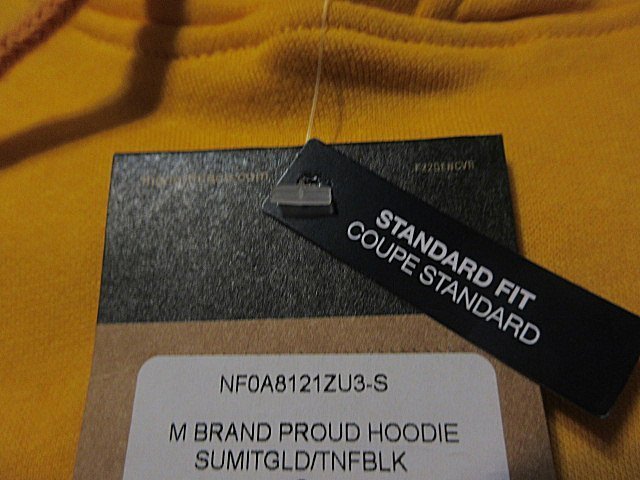 STANDARD FIT
COUPE STANDARD
NF0A8121ZU3-S
M BRAND PROUD HOODIE
SUMITGLD/TNFBLK